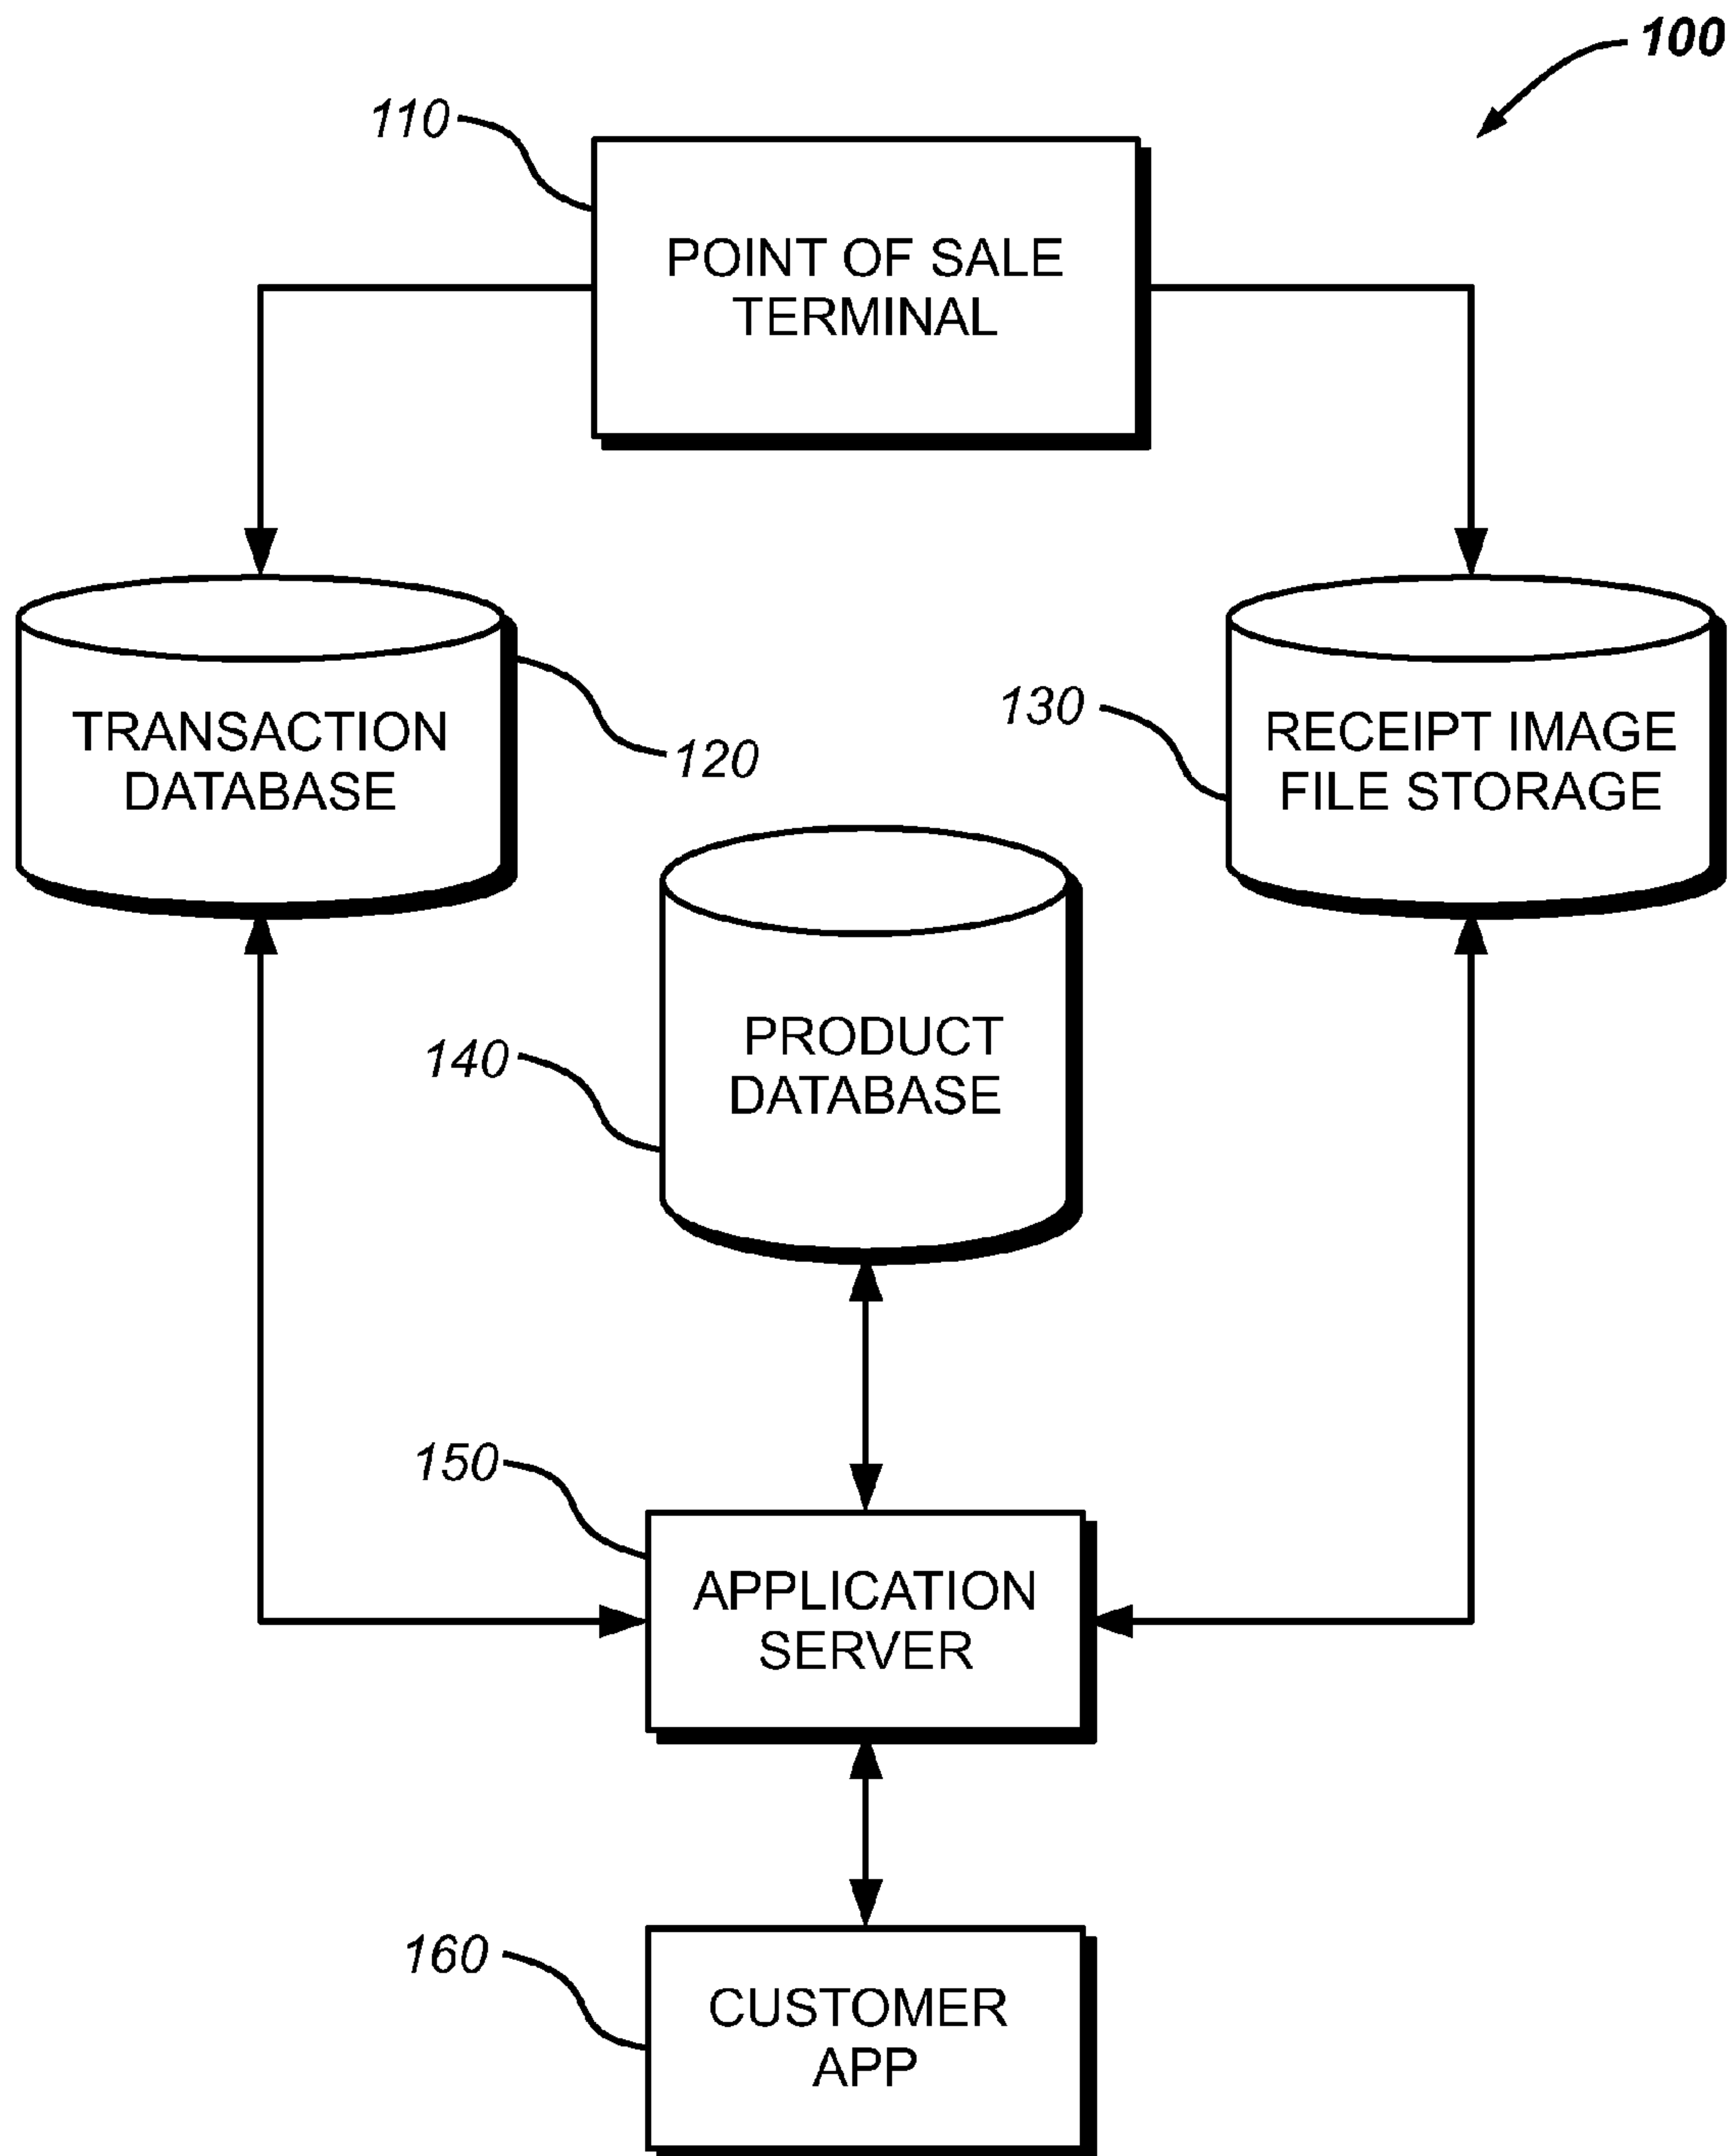 100
110
POINT OF SALE
TERMINAL
TRANSACTION
DATABASE
120
130
RECEIPT IMAGE
FILE STORAGE
140
PRODUCT
DATABASE
150
APPLICATION
SERVER
160
CUSTOMER
APP